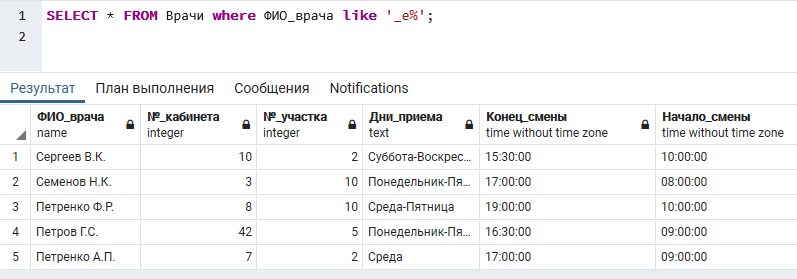 1 SELECT * FROM Врачи where ФИО_врача like '_е%';
2
Результат План выполнения Сообщения Notifications
ФИО_врача №_кабинета №_участка Дни_приема Конец_смены Начало_смены
name integer integer text time without time zone time without time zone
1 Сергеев В.К. 10 2 Суббота-Воскрес... 15:30:00 10:00:00
2 Семенов Н.К. 3 10 Понедельник-Пя... 17:00:00 08:00:00
3 Петренко Ф.Р. 8 10 Среда-Пятница 19:00:00 10:00:00
4 Петров Г.С. 42 5 Понедельник-Пя... 16:30:00 09:00:00
5 Петренко А.П. 7 2 Среда 17:00:00 09:00:00